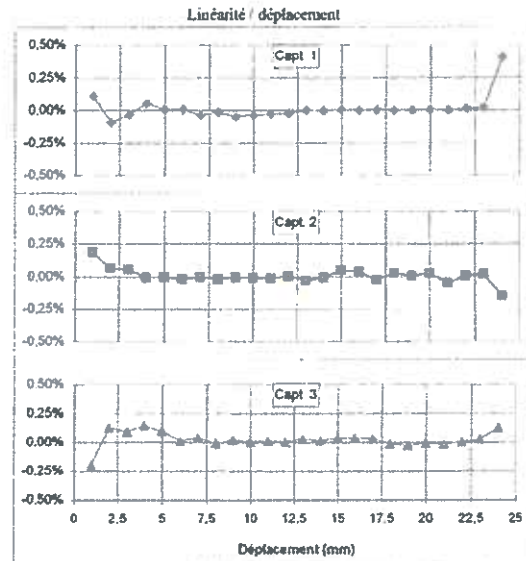 Linéarité / déplacement
Capt. 1
0,50%
0,25%
0,00%
-0,25%
-0,50%
Capt. 2
0,50%
0,25%
0,00%
-0,25%
-0,50%
Capt. 3
0,50%
0,25%
0,00%
-0,25%
-0,50%
0 2,5 5 7,5 10 12,5 15 17,5 20 22,5 25
Déplacement (mm)